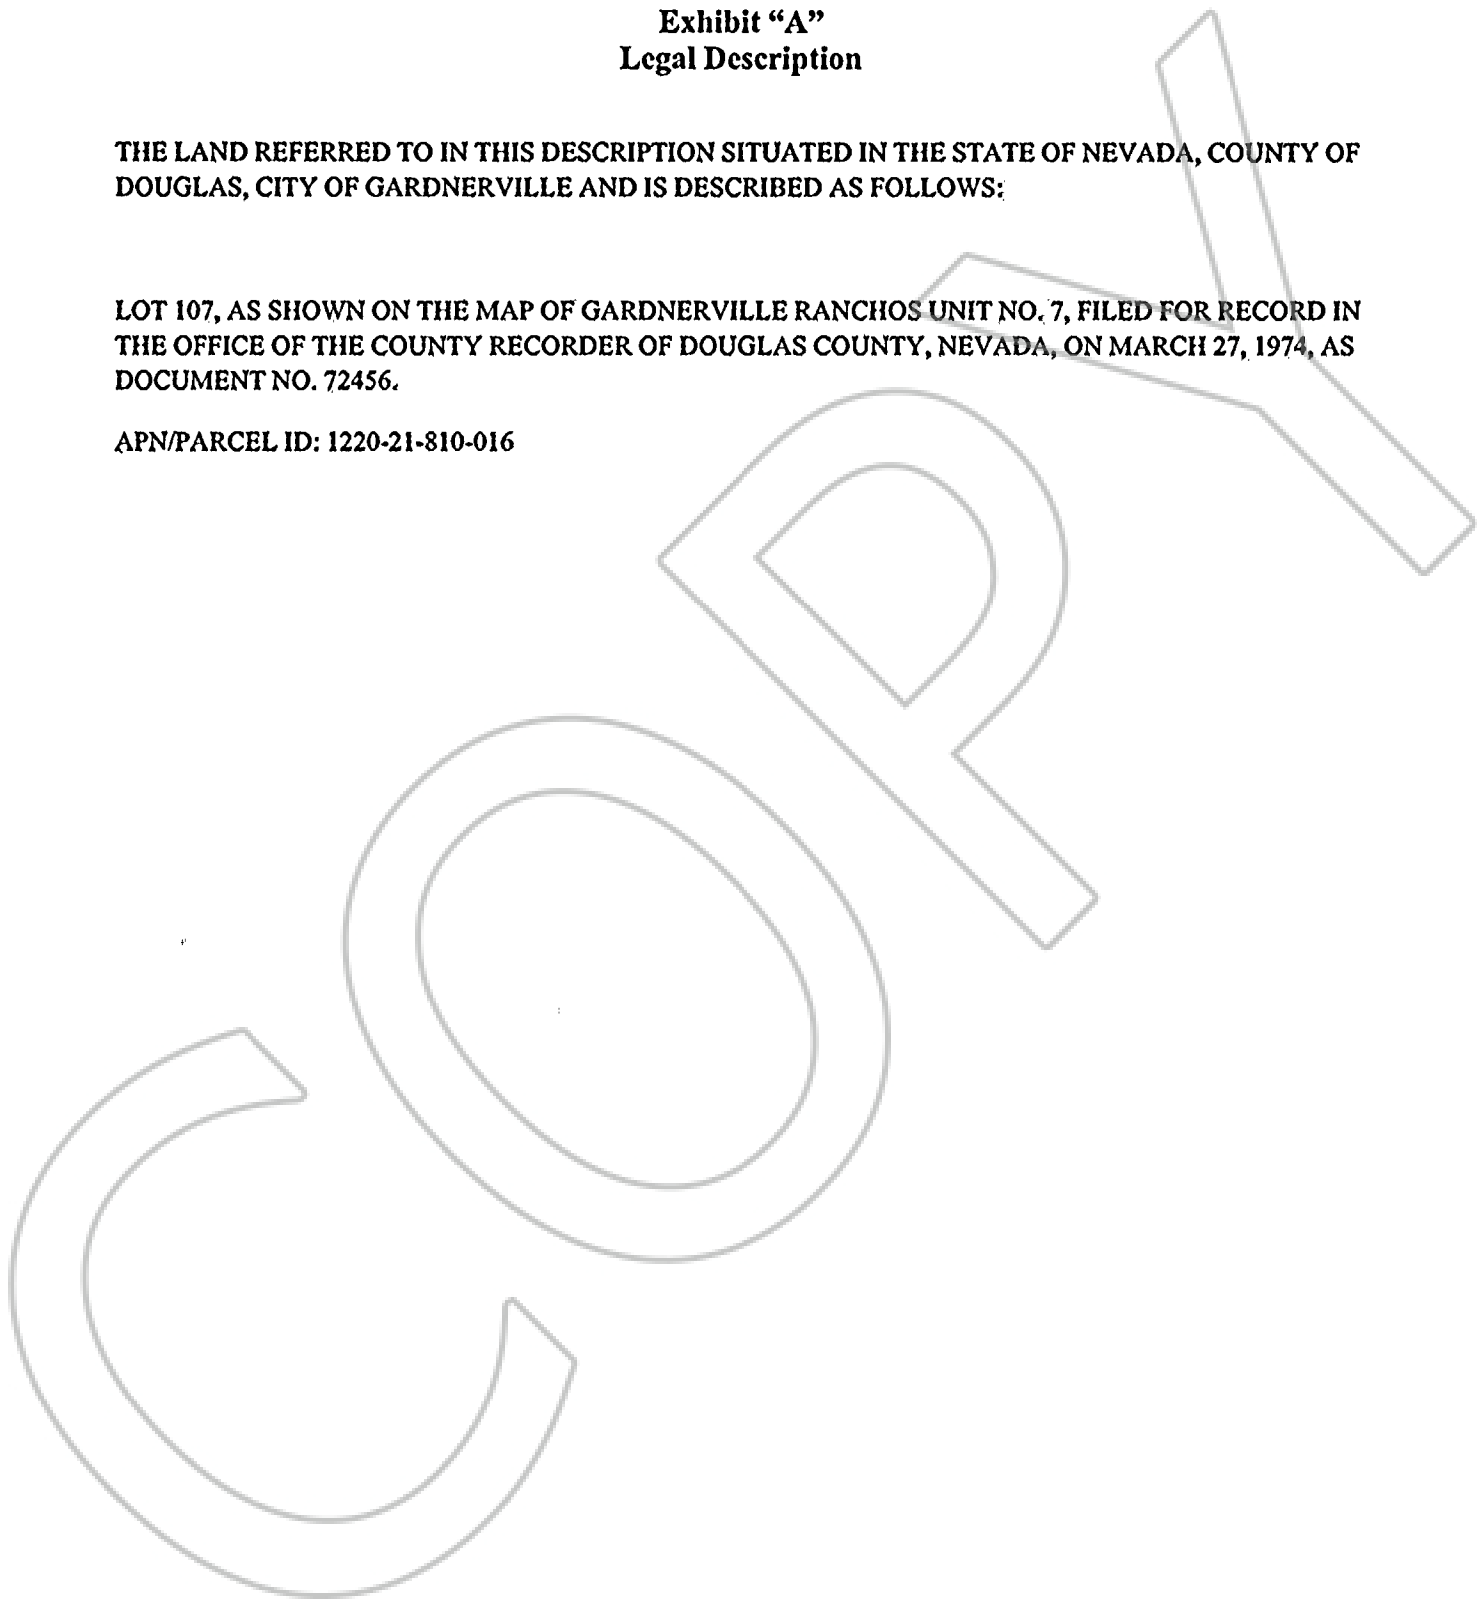 Exhibit “A”
Legal Description
THE LAND REFERRED TO IN THIS DESCRIPTION SITUATED IN THE STATE OF NEVADA, COUNTY OF
DOUGLAS, CITY OF GARDNERVILLE AND IS DESCRIBED AS FOLLOWS:
LOT 107, AS SHOWN ON THE MAP OF GARDNERVILLE RANCHOS UNIT NO. 7, FILED FOR RECORD IN
THE OFFICE OF THE COUNTY RECORDER OF DOUGLAS COUNTY, NEVADA, ON MARCH 27, 1974, AS
DOCUMENT NO. 72456.
APN/PARCEL ID: 1220-21-810-016
COPY